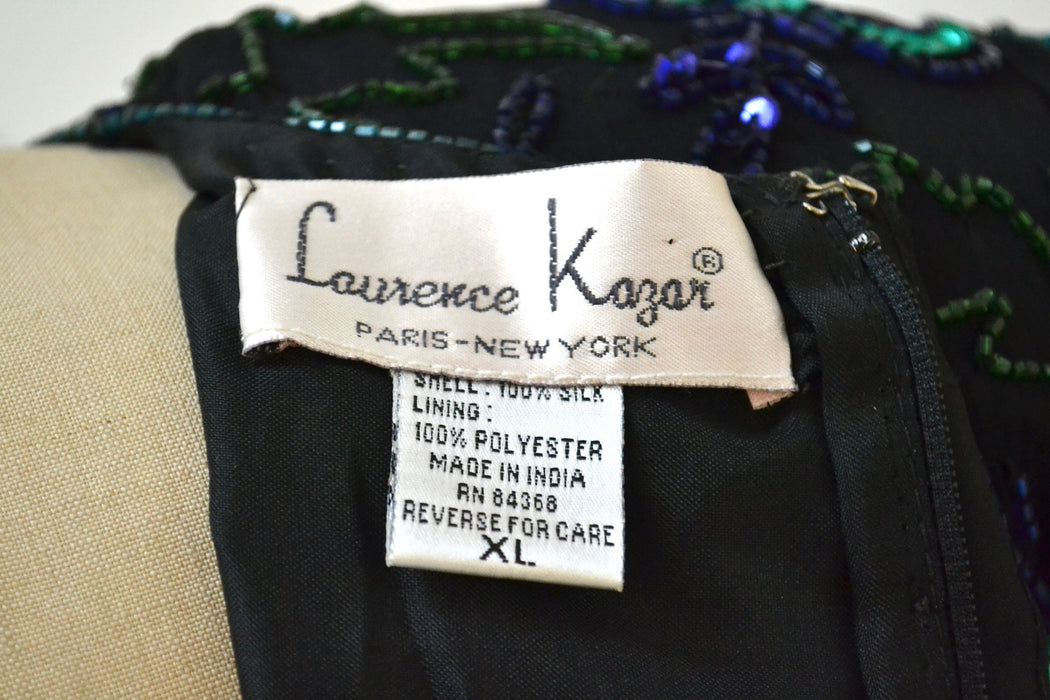 Laurence Kazar®
PARIS-NEW YORK
SHELL: 100% SILK
LINING:
100% POLYESTER
MADE IN INDIA
RN 84368
REVERSE FOR CARE
XL